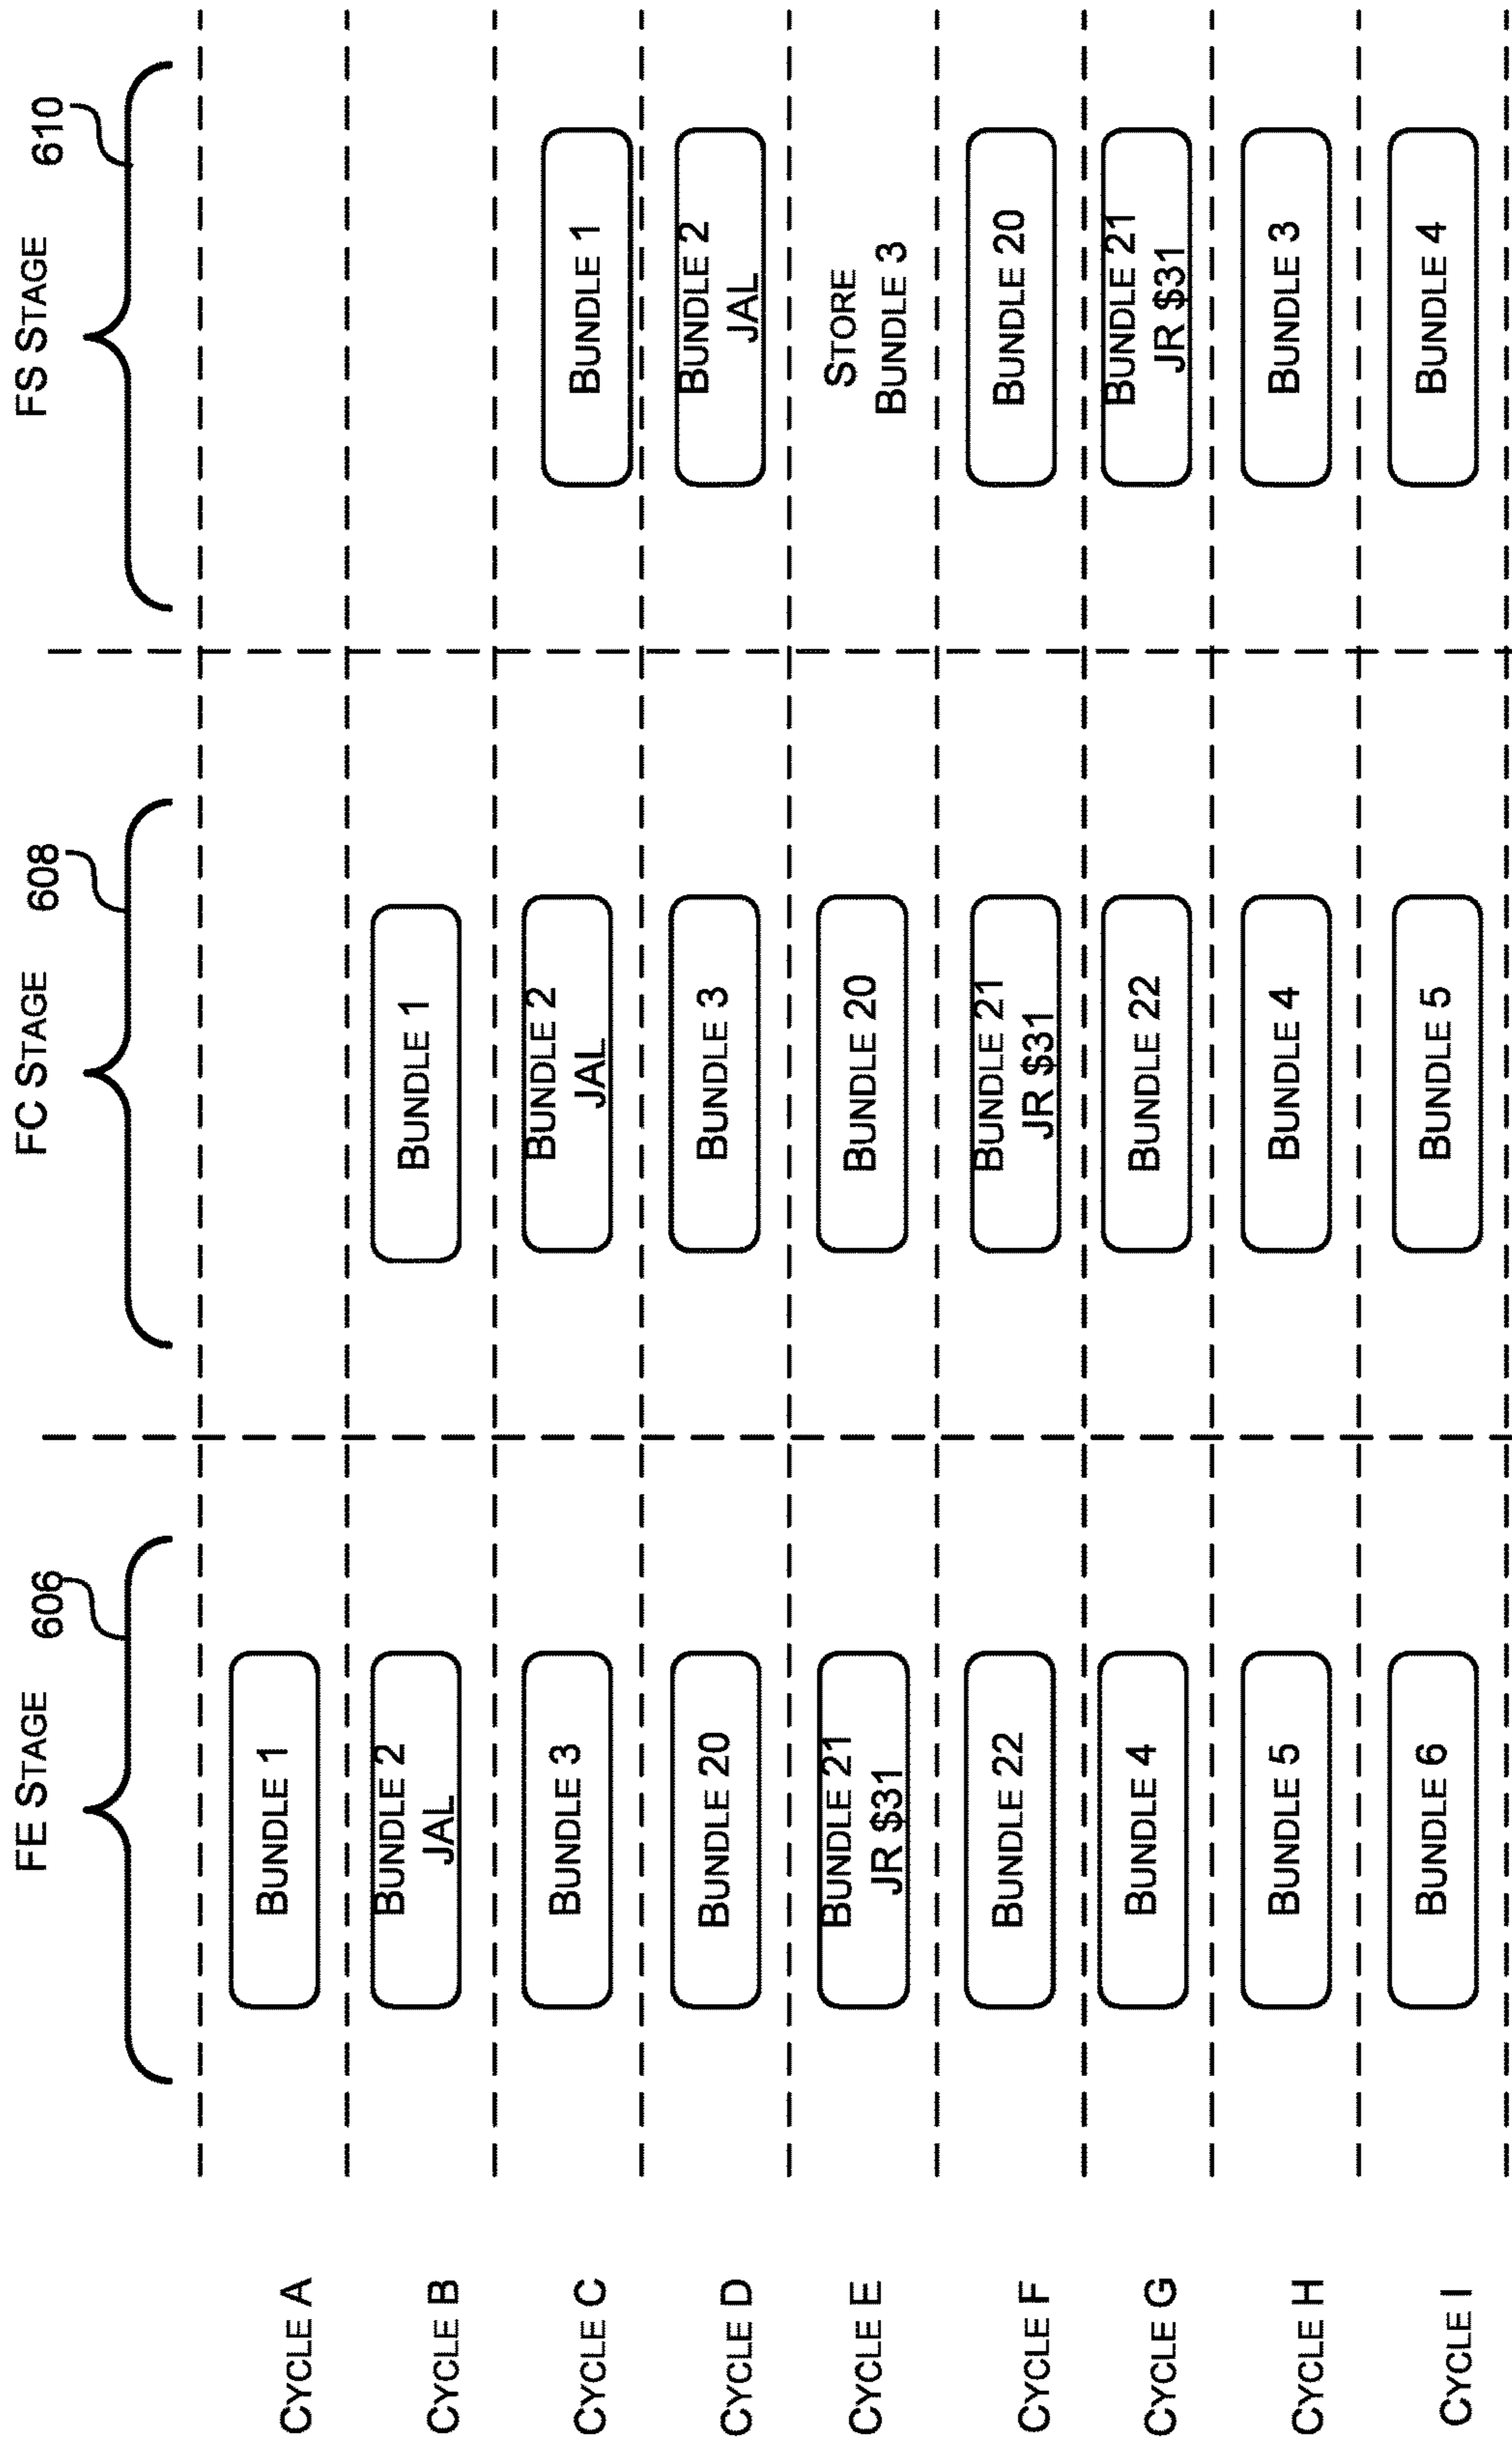 FE STAGE 606
FC STAGE 608
FS STAGE 610
CYCLE A
BUNDLE 1
CYCLE B
BUNDLE 2
JAL
BUNDLE 1
CYCLE C
BUNDLE 3
BUNDLE 2
JAL
BUNDLE 1
CYCLE D
BUNDLE 20
BUNDLE 3
BUNDLE 2
JAL
CYCLE E
BUNDLE 21
JR $31
BUNDLE 20
STORE
BUNDLE 3
CYCLE F
BUNDLE 22
BUNDLE 21
JR $31
BUNDLE 20
CYCLE G
BUNDLE 4
BUNDLE 22
BUNDLE 21
JR $31
CYCLE H
BUNDLE 5
BUNDLE 4
BUNDLE 3
CYCLE I
BUNDLE 6
BUNDLE 5
BUNDLE 4